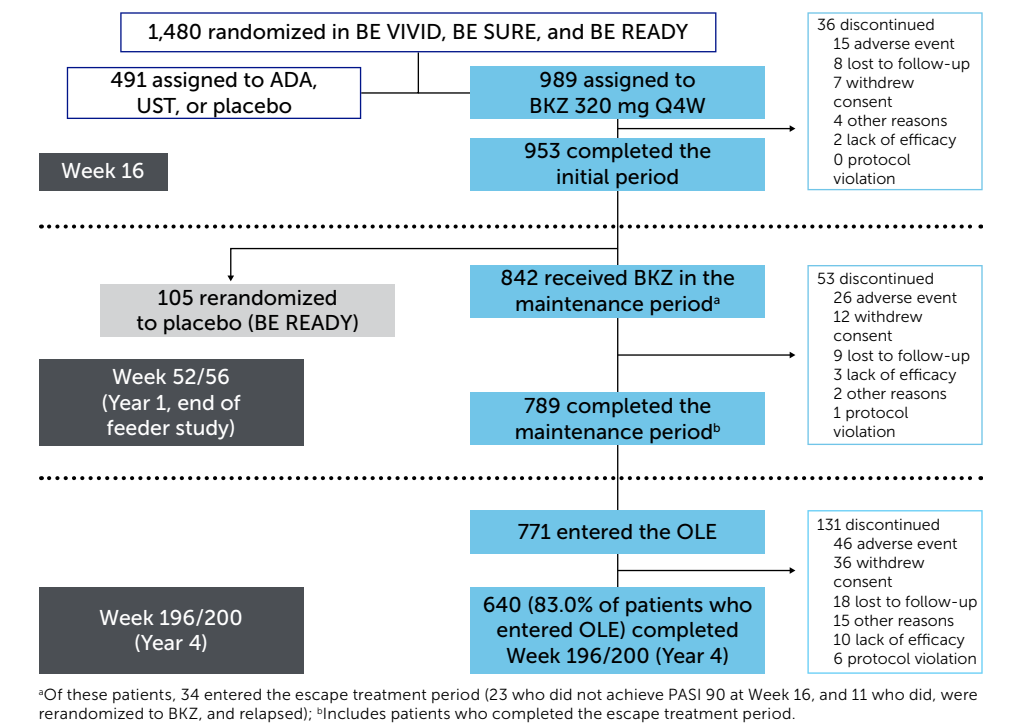 1,480 randomized in BE VIVID, BE SURE, and BE READY
491 assigned to ADA,
UST, or placebo
989 assigned to
BKZ 320 mg Q4W
36 discontinued
15 adverse event
8 lost to follow-up
7 withdrew
consent
4 other reasons
2 lack of efficacy
0 protocol
violation
Week 16
953 completed the
initial period
105 rerandomized
to placebo (BE READY)
842 received BKZ in the
maintenance periodᵃ
53 discontinued
26 adverse event
12 withdrew
consent
9 lost to follow-up
3 lack of efficacy
2 other reasons
1 protocol
violation
Week 52/56
(Year 1, end of
feeder study)
789 completed the
maintenance periodᵇ
771 entered the OLE
131 discontinued
46 adverse event
36 withdrew
consent
18 lost to follow-up
15 other reasons
10 lack of efficacy
6 protocol violation
Week 196/200
(Year 4)
640 (83.0% of patients who
entered OLE) completed
Week 196/200 (Year 4)
ᵃOf these patients, 34 entered the escape treatment period (23 who did not achieve PASI 90 at Week 16, and 11 who did, were
rerandomized to BKZ, and relapsed); ᵇIncludes patients who completed the escape treatment period.